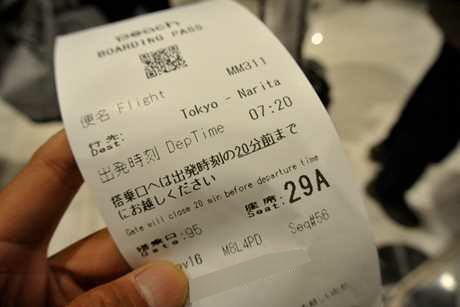 Peach
BOARDING PASS
便名 Flight MM311
行先: Dest: Tokyo - Narita
出発時刻 DepTime 07:20
搭乗口へは出発時刻の20分前まで
にお越しください
Gate will close 20 min before departure time
搭乗口: Gate: 96 座席: Seat: 29A
v16 M8L4PD Seq#56